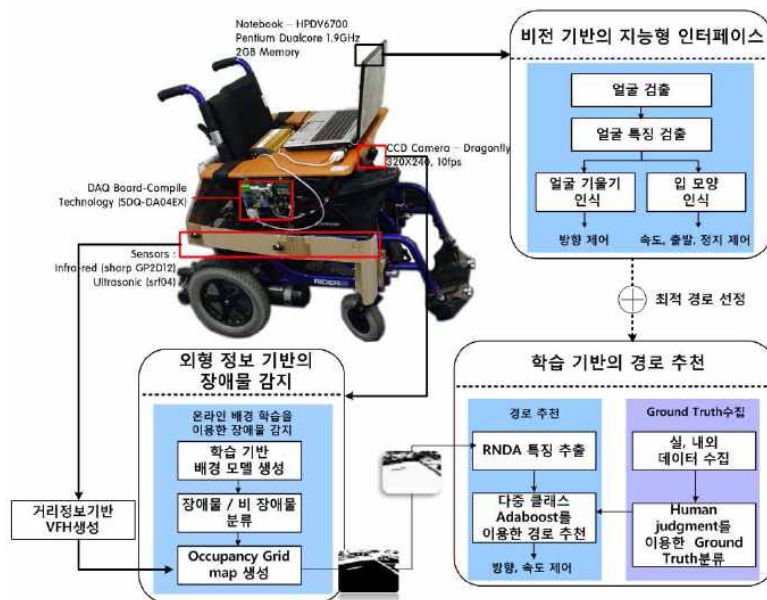 Notebook – HPDV6700
Pentium Dualcore 1.9GHz
2GB Memory
CCD Camera – Dragonfly
320X240, 10fps
DAQ Board-Compile
Technology (SDQ-DA04EX)
Sensors :
Infra-red (sharp GP2D12)
Ultrasonic (srf04)
RIDER
비전 기반의 지능형 인터페이스
얼굴 검출
얼굴 특징 검출
얼굴 기울기
인식
입 모양
인식
방향 제어
속도, 출발, 정지 제어
최적 경로 선정
외형 정보 기반의
장애물 감지
온라인 배경 학습을
이용한 장애물 감지
학습 기반
배경 모델 생성
장애물 / 비 장애물
분류
Occupancy Grid
map 생성
거리정보기반
VFH생성
학습 기반의 경로 추천
경로 추천
RNDA 특징 추출
다중 클래스
Adaboost를
이용한 경로 추천
방향, 속도 제어
Ground Truth수집
실, 내외
데이터 수집
Human
judgment를
이용한 Ground
Truth분류